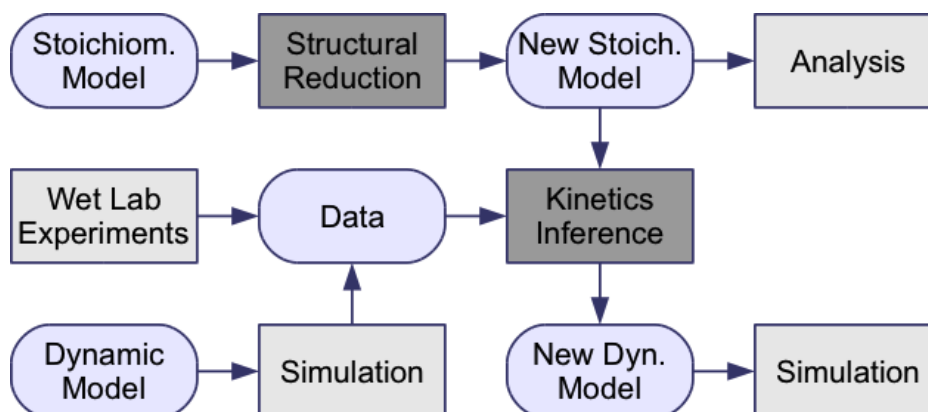 Stoichiom.
Model
Structural
Reduction
New Stoich.
Model
Analysis
Wet Lab
Experiments
Data
Kinetics
Inference
Dynamic
Model
Simulation
New Dyn.
Model
Simulation